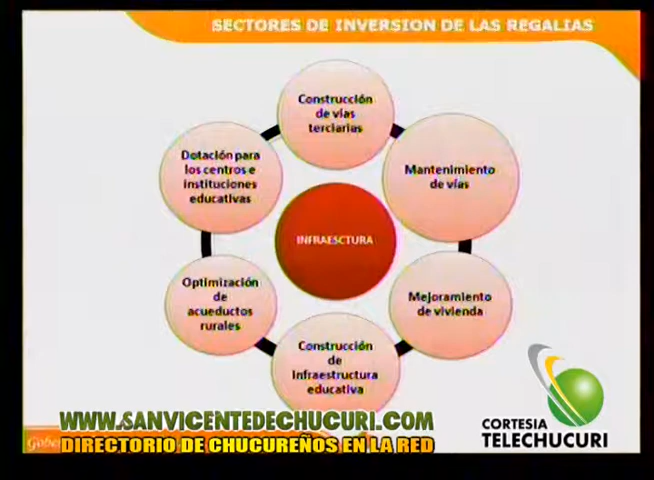 SECTORES DE INVERSION DE LAS REGALIAS
Construcción
de vías
terciarias
Dotación para
los centros e
instituciones
educativas
Mantenimiento
de vías
INFRAESCTURA
Optimización
de
acueductos
rurales
Mejoramiento
de vivienda
Construcción
de
infraestructura
educativa
WWW.SANVICENTEDECHUCURI.COM
DIRECTORIO DE CHUCUREÑOS EN LA RED
CORTESIA
TELECHUCURI